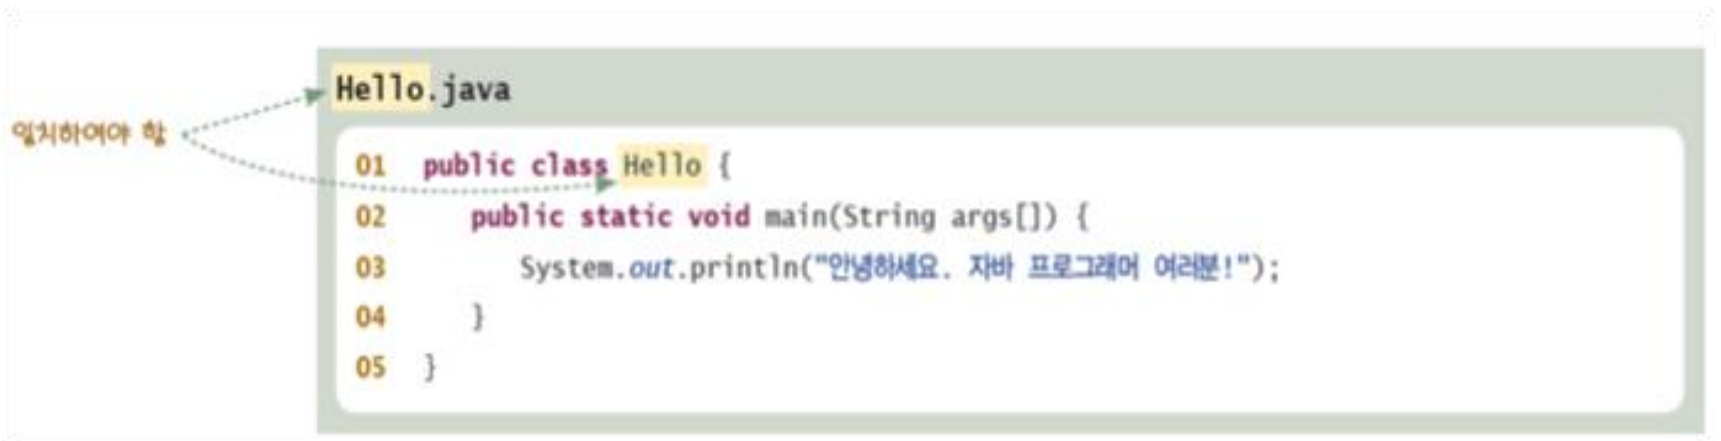 Hello.java
일치하여야 함
01 public class Hello {
02 public static void main(String args[]) {
03 System.out.println("안녕하세요. 자바 프로그래머 여러분!");
04 }
05 }